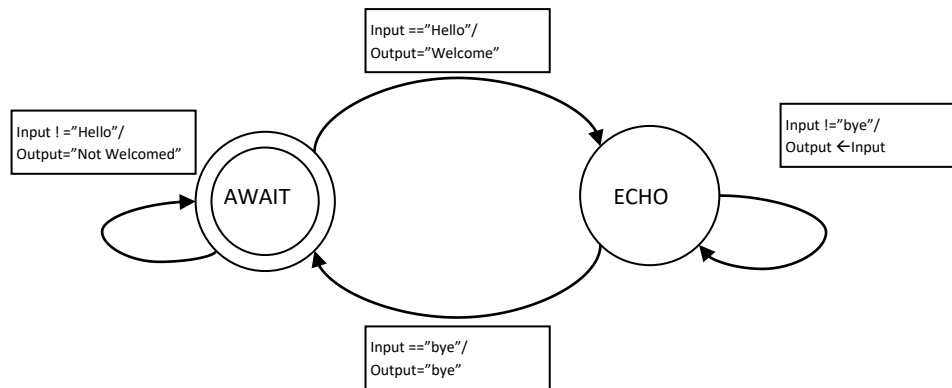 Input ==”Hello”/
Output=”Welcome”
Input ! =”Hello”/
Output=”Not Welcomed”
Input !=”bye”/
Output ←Input
AWAIT
ECHO
Input ==”bye”/
Output=”bye”